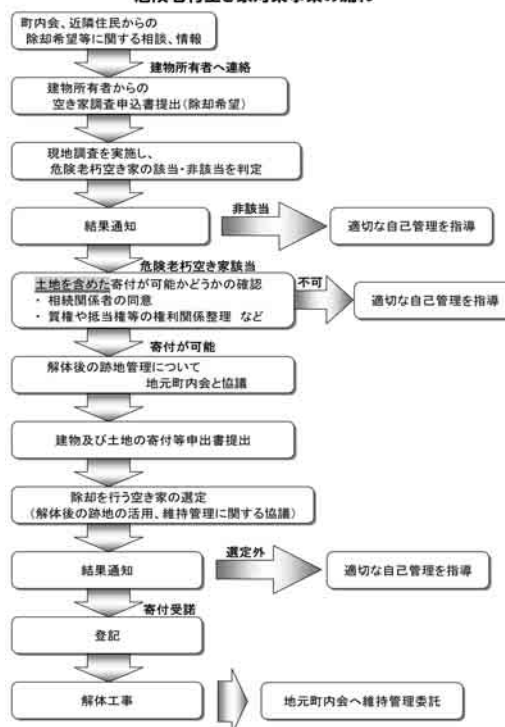 危険老朽空き家対策事業の流れ
町内会、近隣住民からの
除却希望等に関する相談、情報
建物所有者へ連絡
建物所有者からの
空き家調査申込書提出(除却希望)
現地調査を実施し、
危険老朽空き家の該当・非該当を判定
結果通知
非該当
適切な自己管理を指導
危険老朽空き家該当
土地を含めた寄付が可能かどうかの確認
・ 相続関係者の同意
・ 質権や抵当権等の権利関係整理 など
不可
適切な自己管理を指導
寄付が可能
解体後の跡地管理について
地元町内会と協議
建物及び土地の寄付等申出書提出
除却を行う空き家の選定
(解体後の跡地の活用、維持管理に関する協議)
結果通知
選定外
適切な自己管理を指導
寄付受諾
登記
解体工事
地元町内会へ維持管理委託